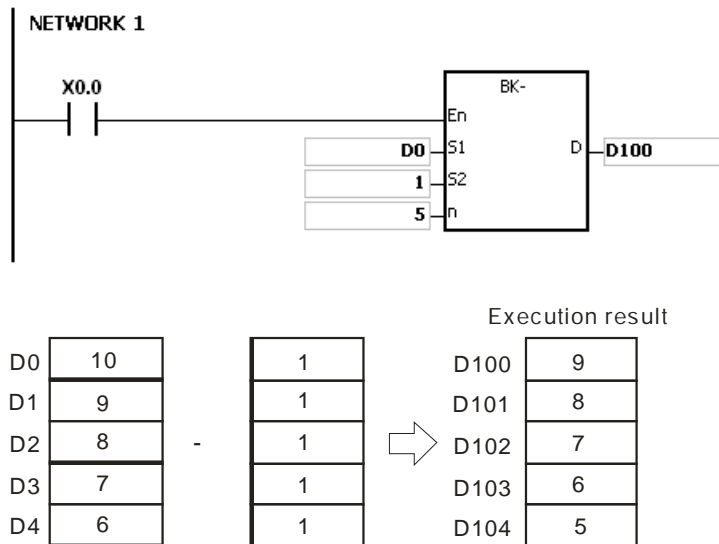 NETWORK 1
X0.0
BK-
En
D0 S1 D D100
1 S2
5 n
Execution result
D0 10 1 D100 9
D1 9 1 D101 8
D2 8 - 1 D102 7
D3 7 1 D103 6
D4 6 1 D104 5